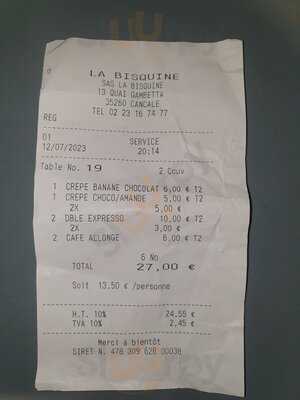 LA BISQUINE
SAS LA BISQUINE
13 QUAI GAMBETTA
35260 CANCALE
TEL 02 23 16 74 77
REG
01 SERVICE
12/07/2023 20:14
Table No. 19 2 Couv
1 CREPE BANANE CHOCOLAT 6,00 € T2
1 CREPE CHOCO/AMANDE 5,00 € T2
2X 5,00 €
2 DBLE EXPRESSO 10,00 € T2
2X 3,00 €
2 CAFE ALLONGE 6,00 € T2
6 No
TOTAL 27,00 €
Soit 13.50 € /personne
H.T. 10% 24.55 €
TVA 10% 2.45 €
Merci à bientôt
SIRET N. 478 309 628 00038